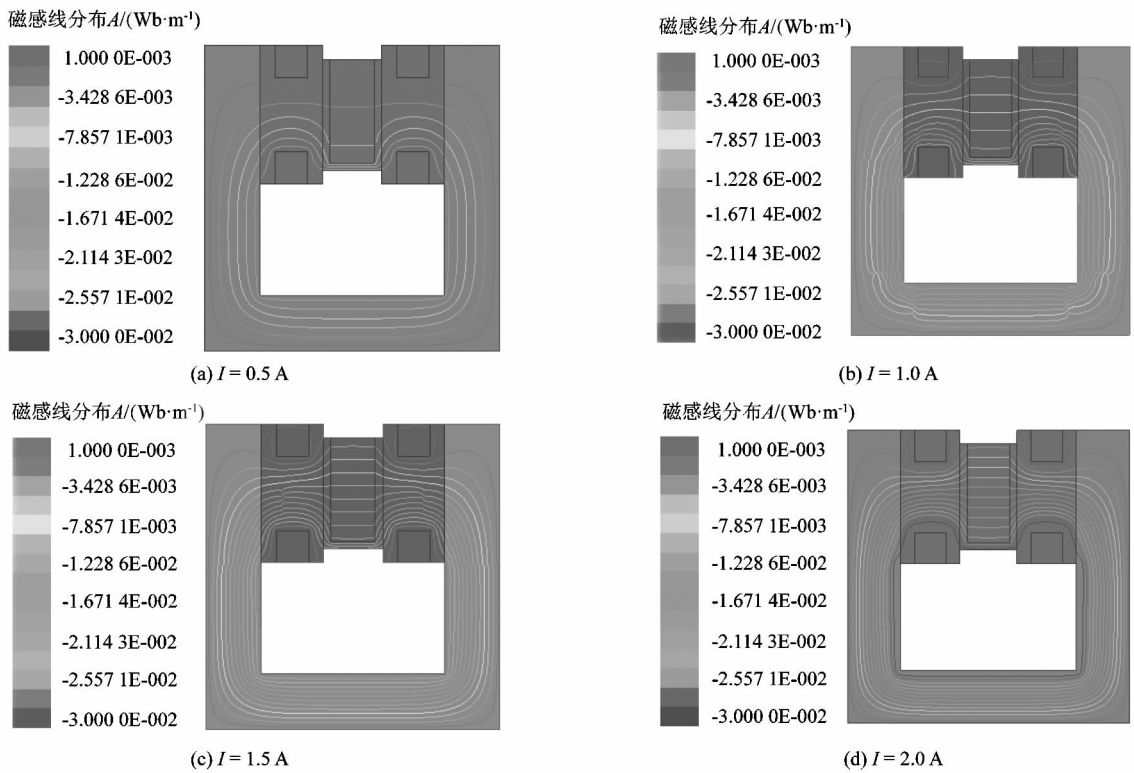 磁感线分布A/(Wb·m⁻¹)
1.000 0E-003
-3.428 6E-003
-7.857 1E-003
-1.228 6E-002
-1.671 4E-002
-2.114 3E-002
-2.557 1E-002
-3.000 0E-002
(a) I = 0.5 A
磁感线分布A/(Wb·m⁻¹)
1.000 0E-003
-3.428 6E-003
-7.857 1E-003
-1.228 6E-002
-1.671 4E-002
-2.114 3E-002
-2.557 1E-002
-3.000 0E-002
(b) I = 1.0 A
磁感线分布A/(Wb·m⁻¹)
1.000 0E-003
-3.428 6E-003
-7.857 1E-003
-1.228 6E-002
-1.671 4E-002
-2.114 3E-002
-2.557 1E-002
-3.000 0E-002
(c) I = 1.5 A
磁感线分布A/(Wb·m⁻¹)
1.000 0E-003
-3.428 6E-003
-7.857 1E-003
-1.228 6E-002
-1.671 4E-002
-2.114 3E-002
-2.557 1E-002
-3.000 0E-002
(d) I = 2.0 A